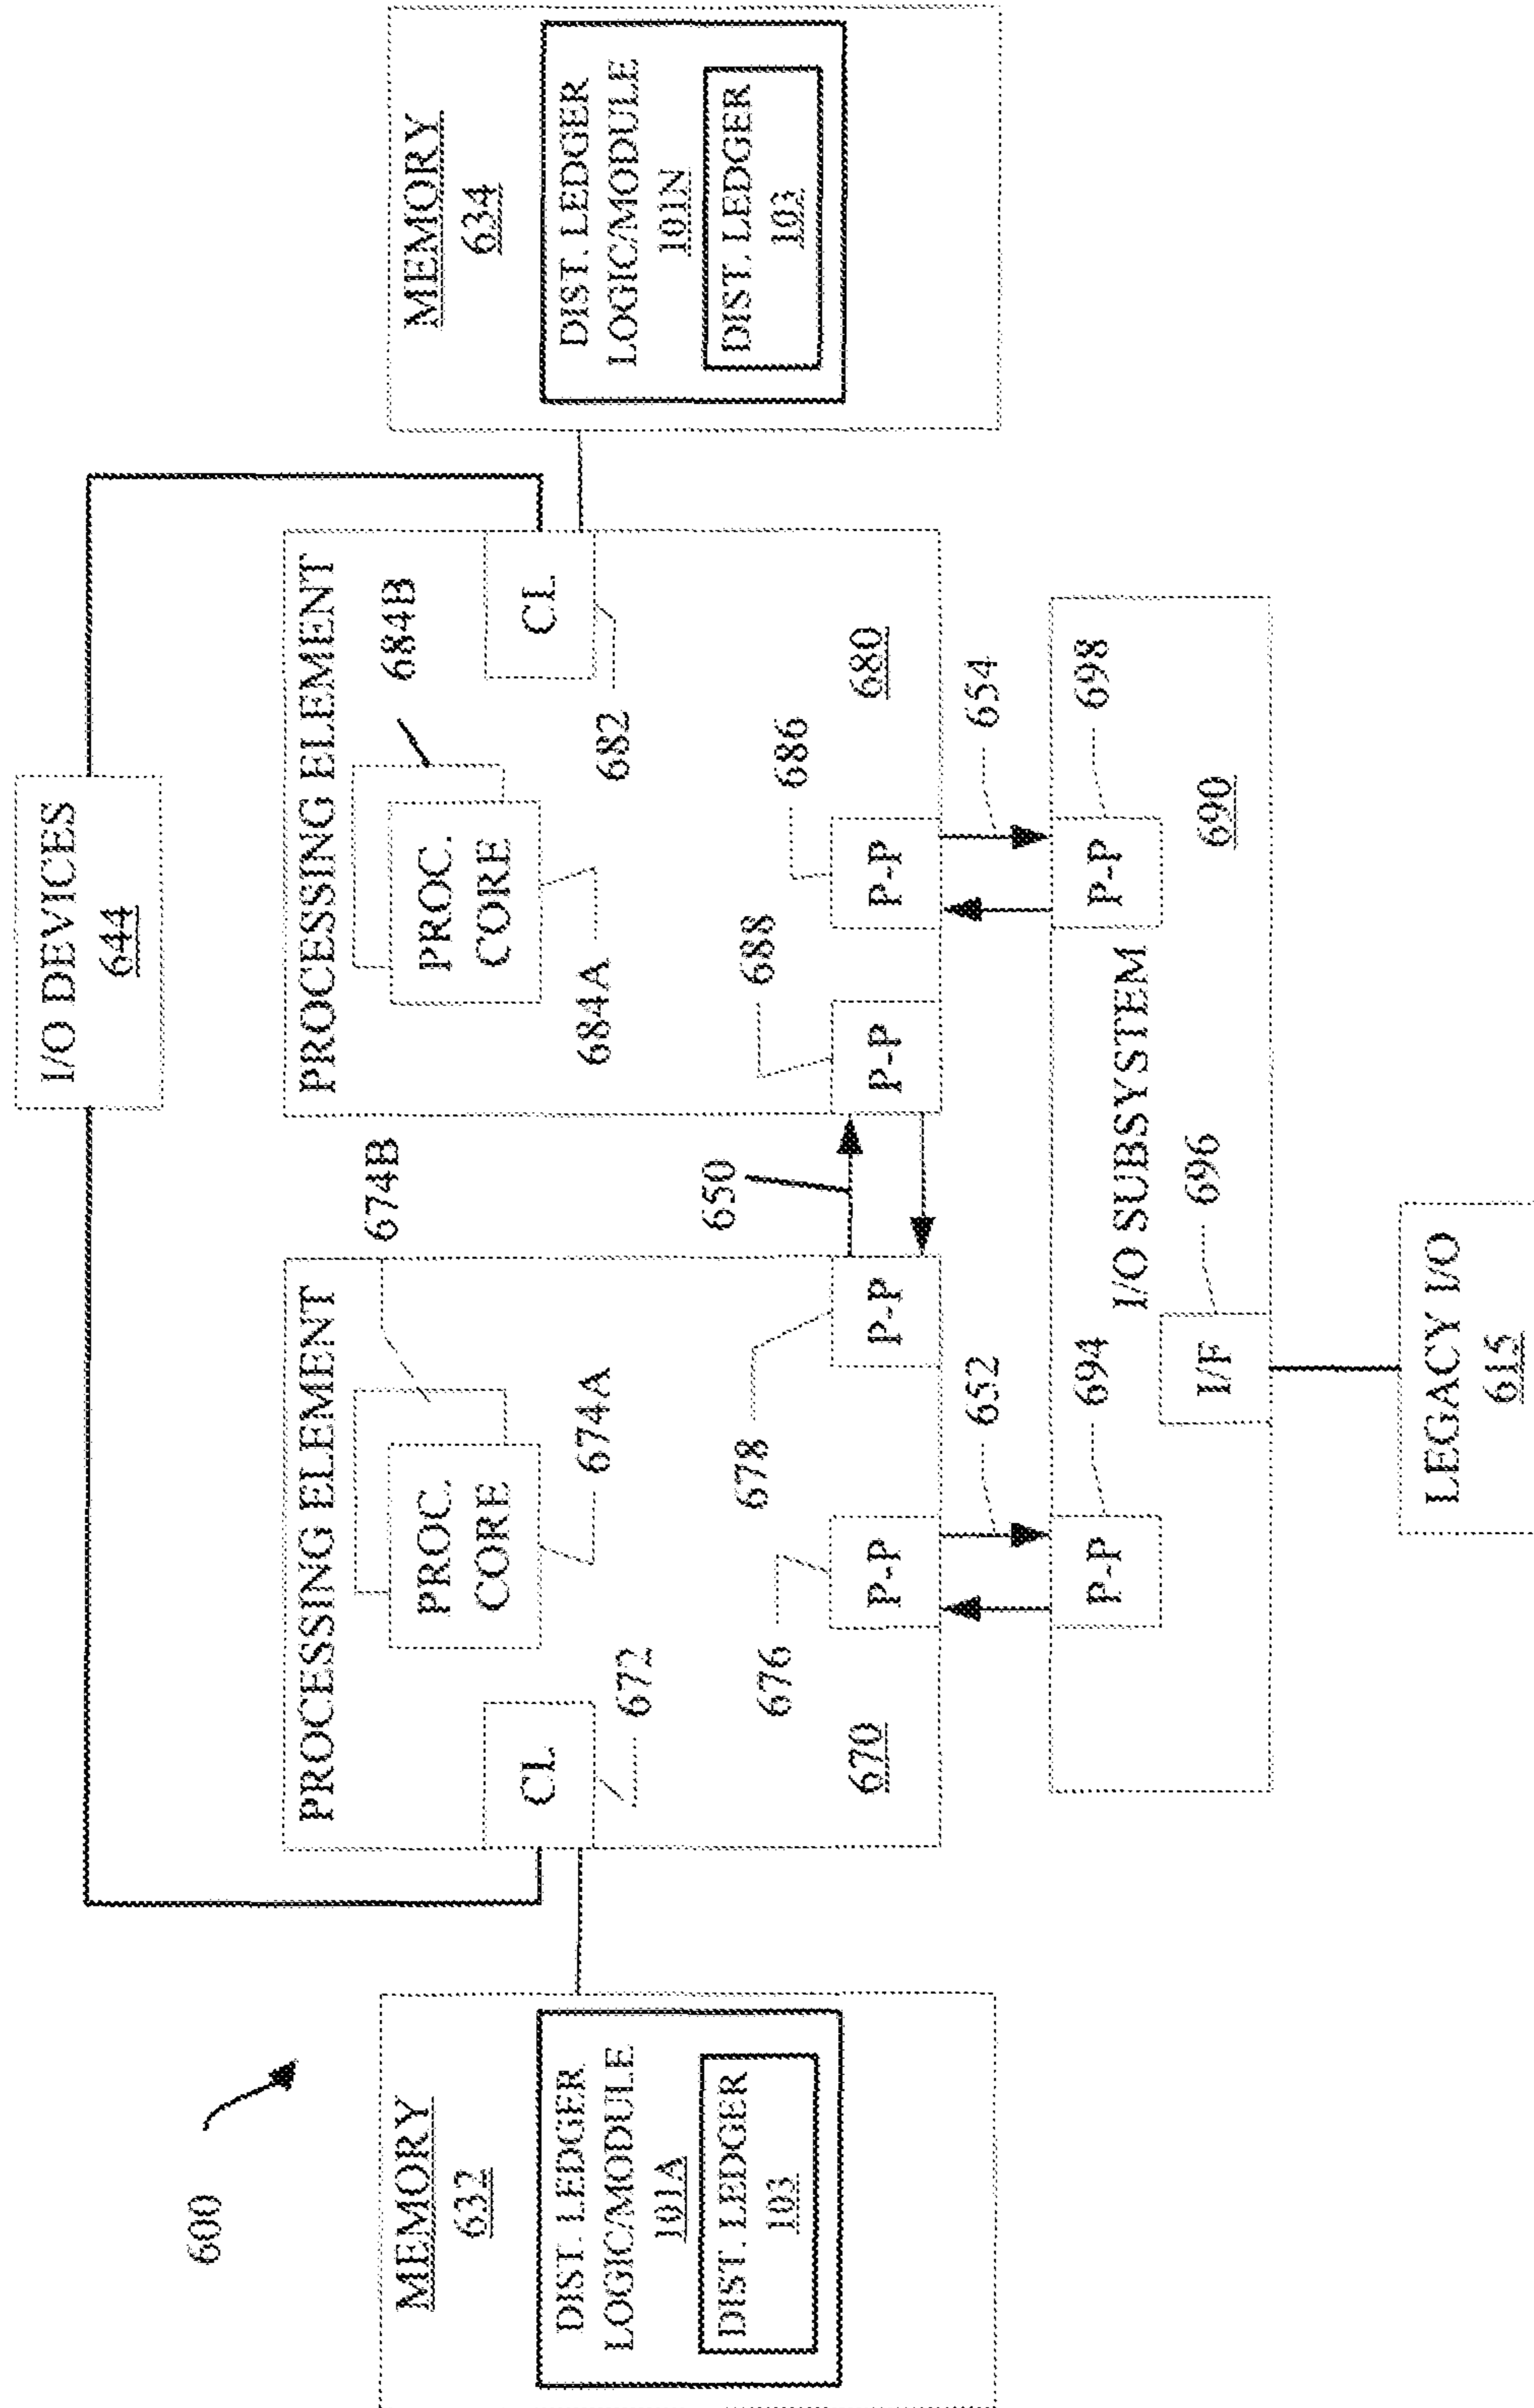 600
I/O DEVICES
644
MEMORY
632
DIST. LEDGER
LOGIC/MODULE
101A
DIST. LEDGER
103
PROCESSING ELEMENT
674B
PROC.
CORE
674A
CL
672
678
P-P
676
P-P
670
650
PROCESSING ELEMENT
684B
PROC.
CORE
684A
CL
682
688
P-P
686
P-P
680
MEMORY
634
DIST. LEDGER
LOGIC/MODULE
101N
DIST. LEDGER
103
652
654
P-P
694
I/O SUBSYSTEM
P-P
698
I/F
696
690
LEGACY I/O
615